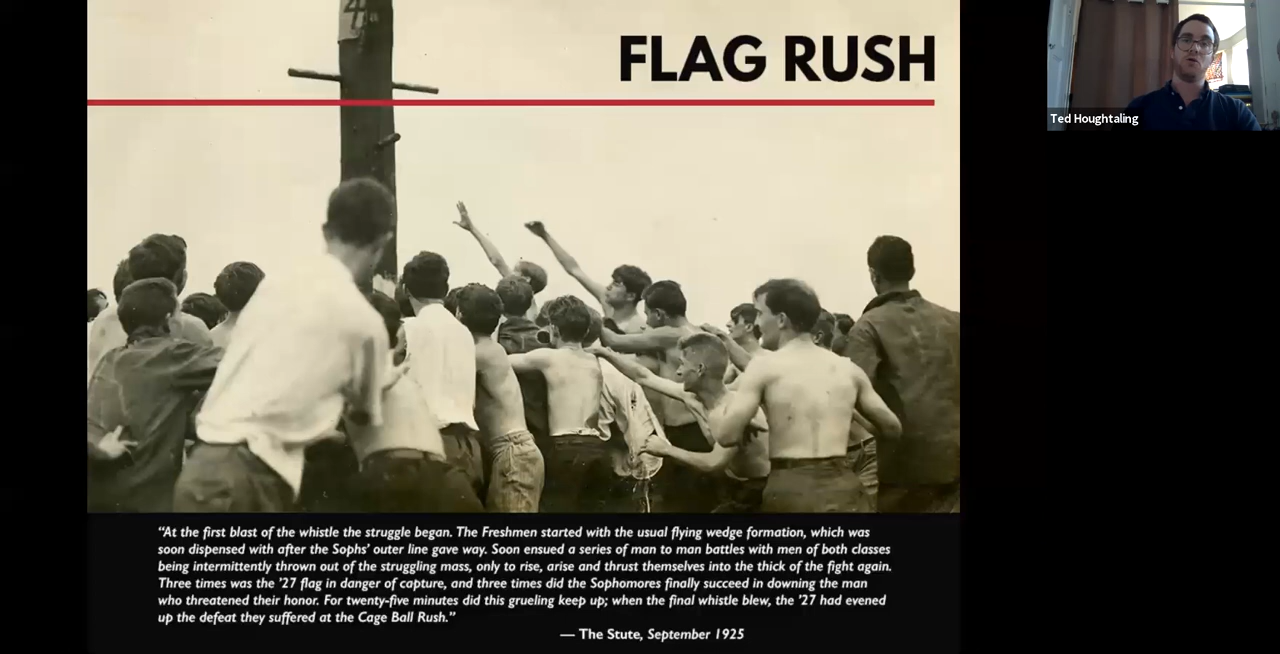 FLAG RUSH
Ted Houghtaling
“At the first blast of the whistle the struggle began. The Freshmen started with the usual flying wedge formation, which was
soon dispensed with after the Sophs’ outer line gave way. Soon ensued a series of man to man battles with men of both classes
being intermittently thrown out of the struggling mass, only to rise, arise and thrust themselves into the thick of the fight again.
Three times was the ’27 flag in danger of capture, and three times did the Sophomores finally succeed in downing the man
who threatened their honor. For twenty-five minutes did this grueling keep up; when the final whistle blew, the ’27 had evened
up the defeat they suffered at the Cage Ball Rush.”
— The Stute, September 1925